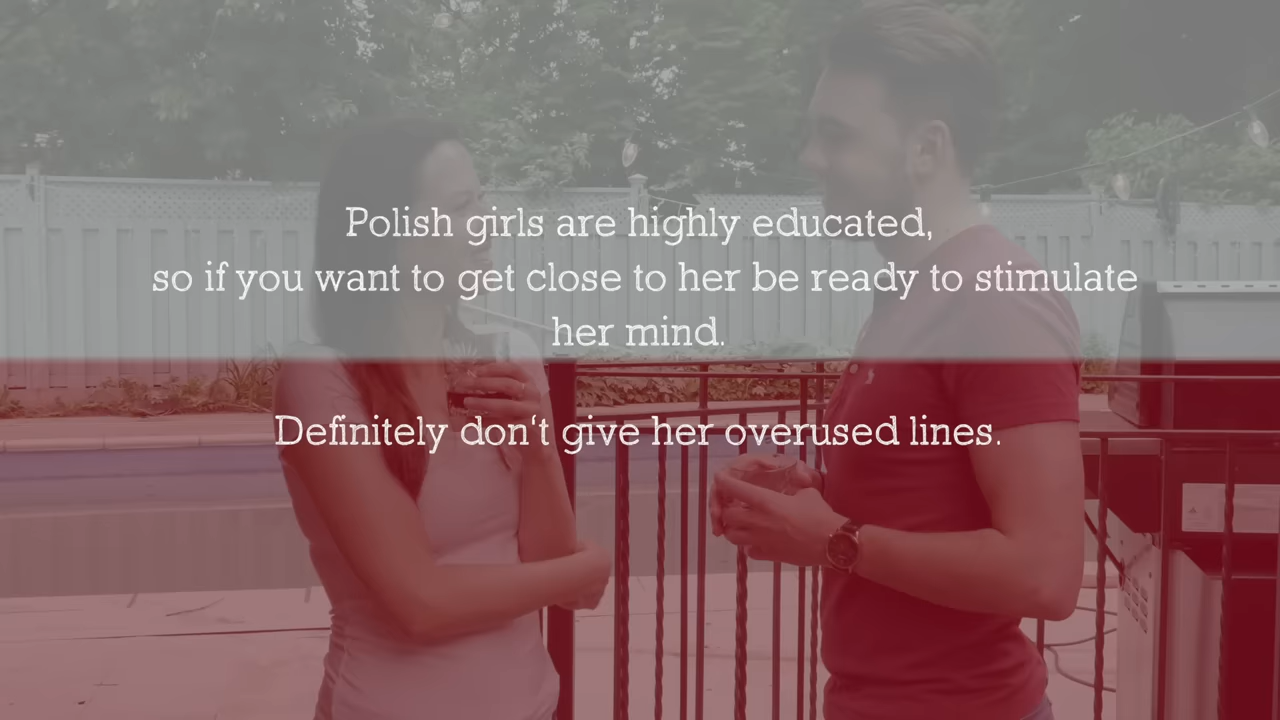 Polish girls are highly educated,
so if you want to get close to her be ready to stimulate
her mind.
Definitely don‘t give her overused lines.